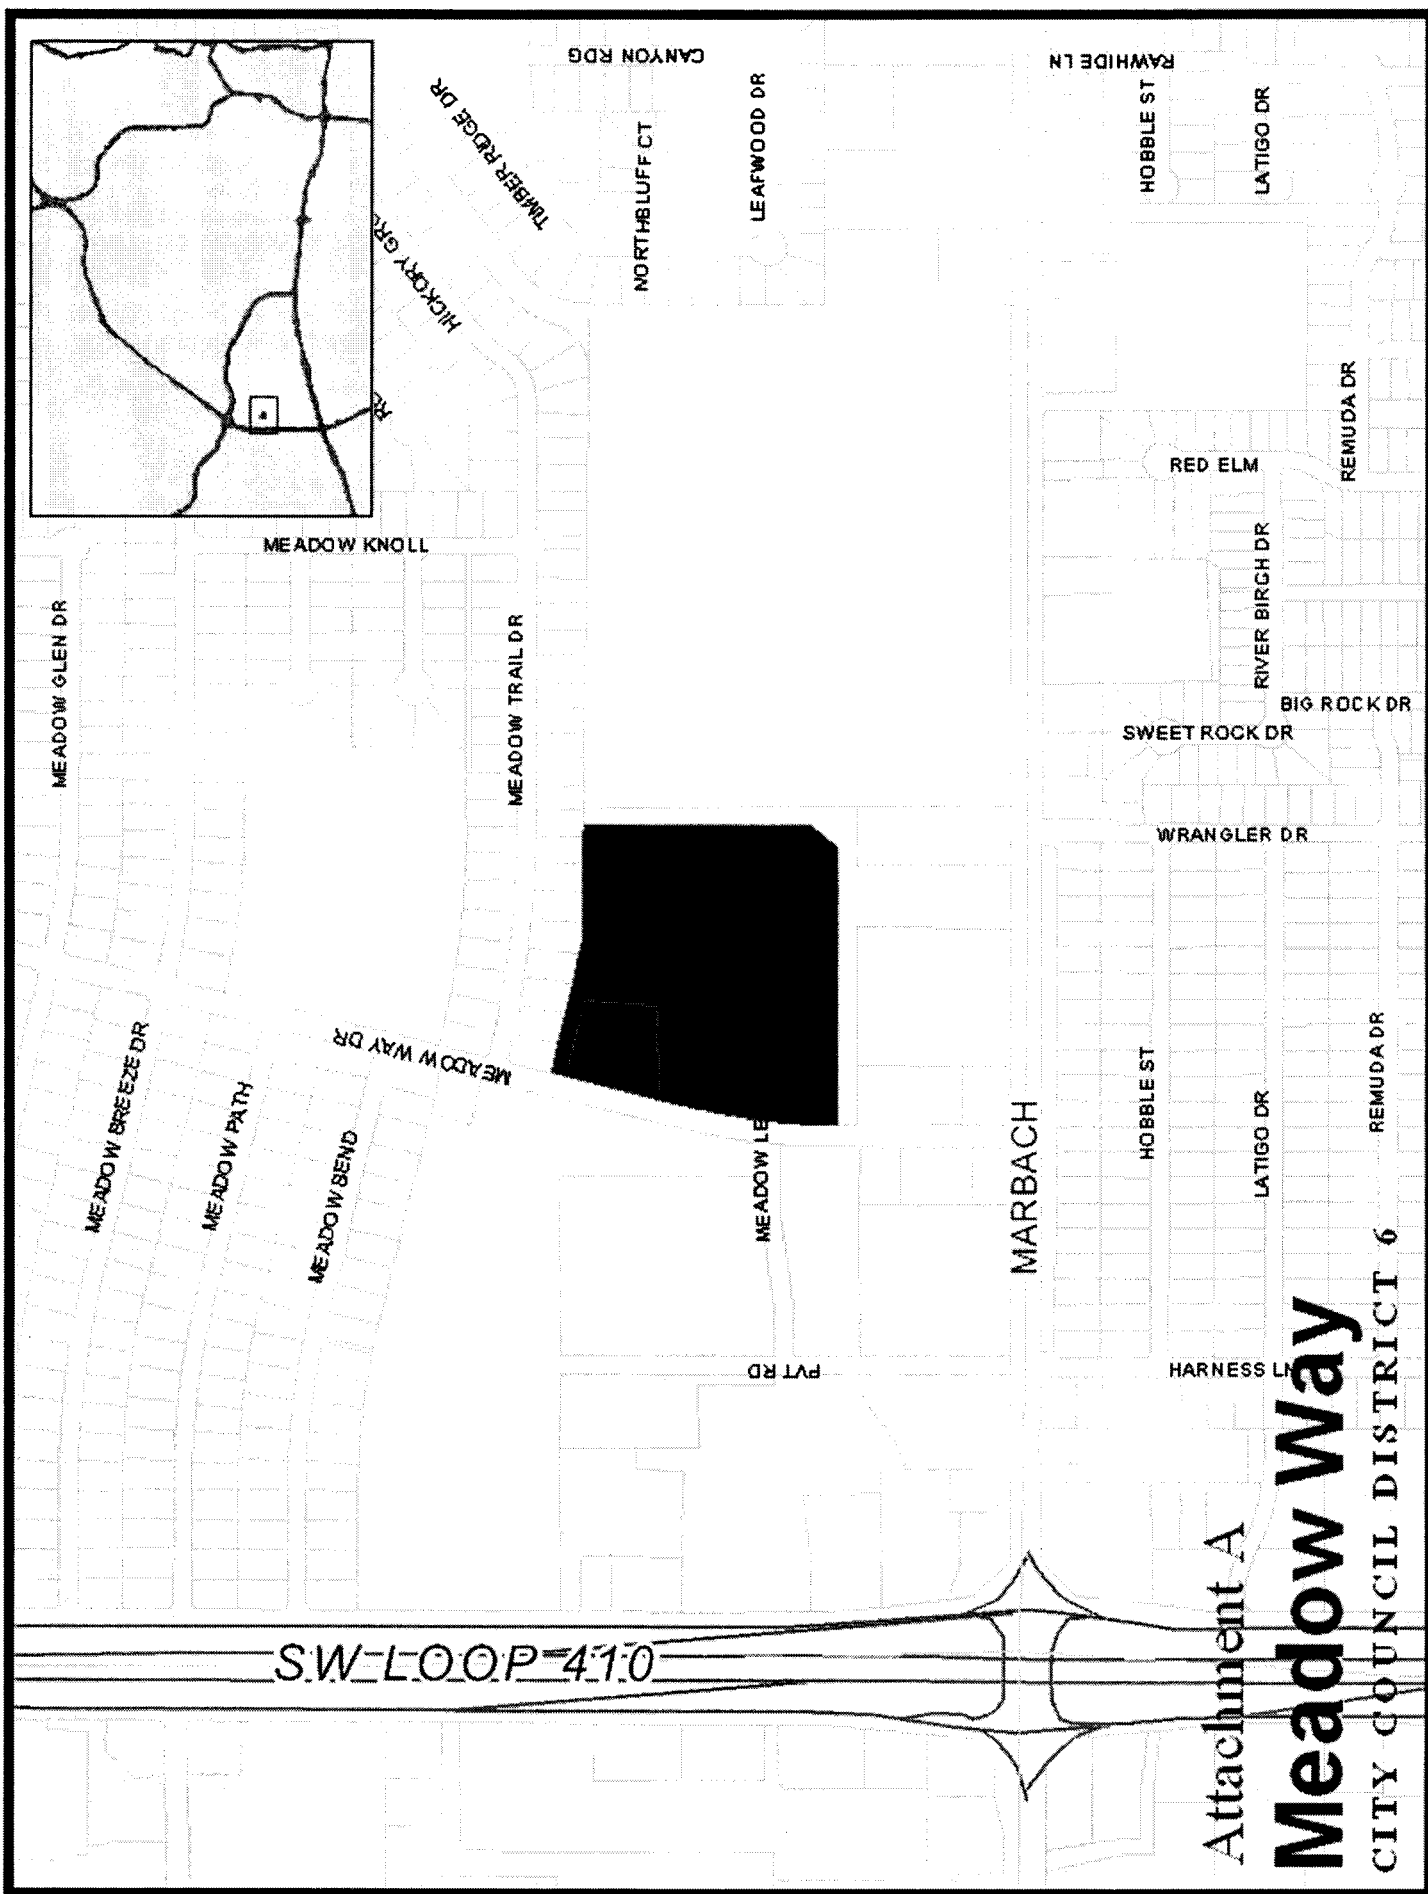 CANYON RDG
RAWHIDE LN
TIMBER RIDGE DR
NORTHBLUFF CT
LEAFWOOD DR
HOBBLE ST
LATIGO DR
HICKORY GR
RED ELM
REMUDA DR
MEADOW KNOLL
MEADOW GLEN DR
MEADOW TRAIL DR
RIVER BIRCH DR
BIG ROCK DR
SWEET ROCK DR
WRANGLER DR
MEADOW WAY DR
MEADOW BREEZE DR
MEADOW PATH
MEADOW BEND
MEADOW LE
MARBACH
HOBBLE ST
LATIGO DR
REMUDA DR
PVT RD
HARNESS LN
SW LOOP 410
Attachment A
Meadow Way
CITY COUNCIL DISTRICT 6